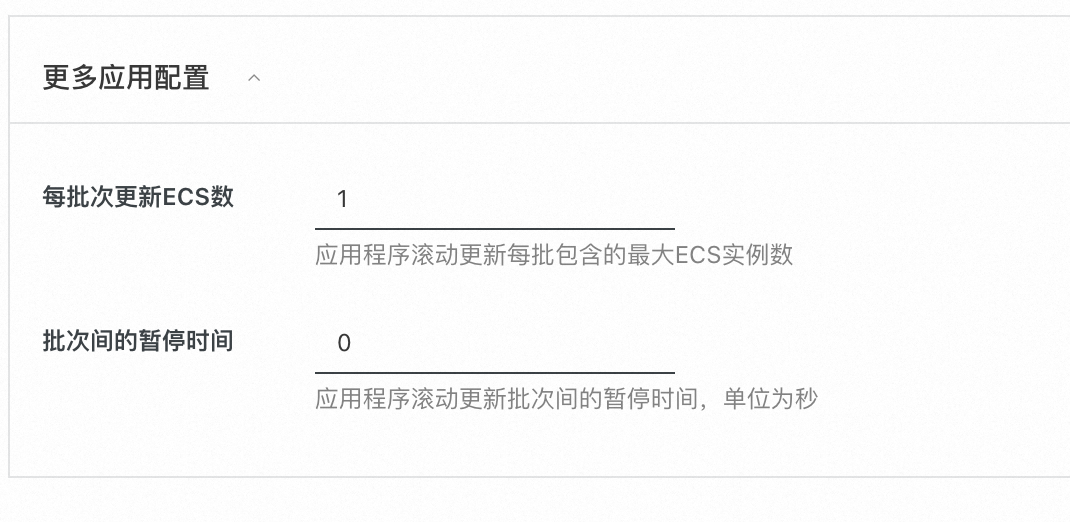 更多应用配置
每批次更新ECS数
1
应用程序滚动更新每批包含的最大ECS实例数
批次间的暂停时间
0
应用程序滚动更新批次间的暂停时间，单位为秒